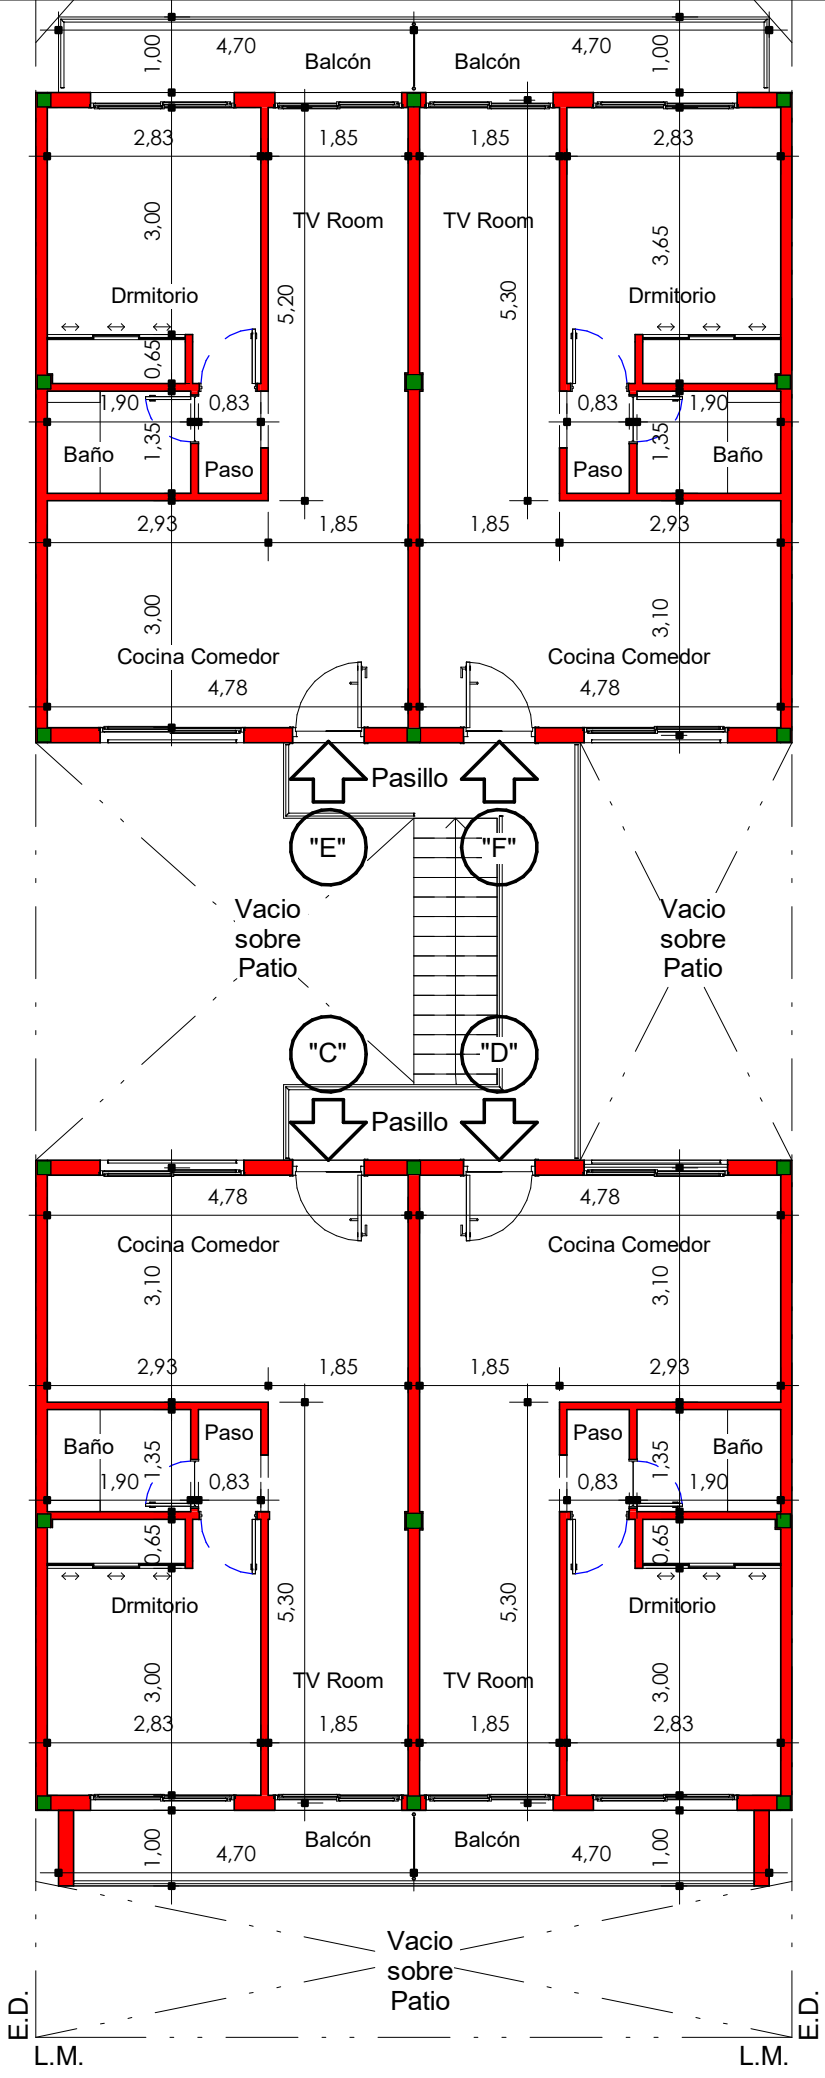 4,70
4,70
1,00
Balcón
Balcón
1,00
2,83
1,85
1,85
2,83
3,00
TV Room
TV Room
3,65
5,20
Drmitorio
5,30
Drmitorio
0,65
1,90
0,83
0,83
1,90
Baño
1,35
Paso
Paso
1,35
Baño
2,93
1,85
1,85
2,93
3,00
3,10
Cocina Comedor
Cocina Comedor
4,78
4,78
Pasillo
"E"
"F"
Vacio
sobre
Patio
Vacio
sobre
Patio
"C"
"D"
Pasillo
4,78
4,78
Cocina Comedor
Cocina Comedor
3,10
3,10
2,93
1,85
1,85
2,93
Baño
1,35
Paso
Paso
1,35
Baño
1,90
0,83
0,83
1,90
0,65
0,65
Drmitorio
5,30
5,30
Drmitorio
3,00
TV Room
TV Room
3,00
2,83
1,85
1,85
2,83
1,00
Balcón
Balcón
1,00
4,70
4,70
Vacio
sobre
Patio
E.D.
E.D.
L.M.
L.M.